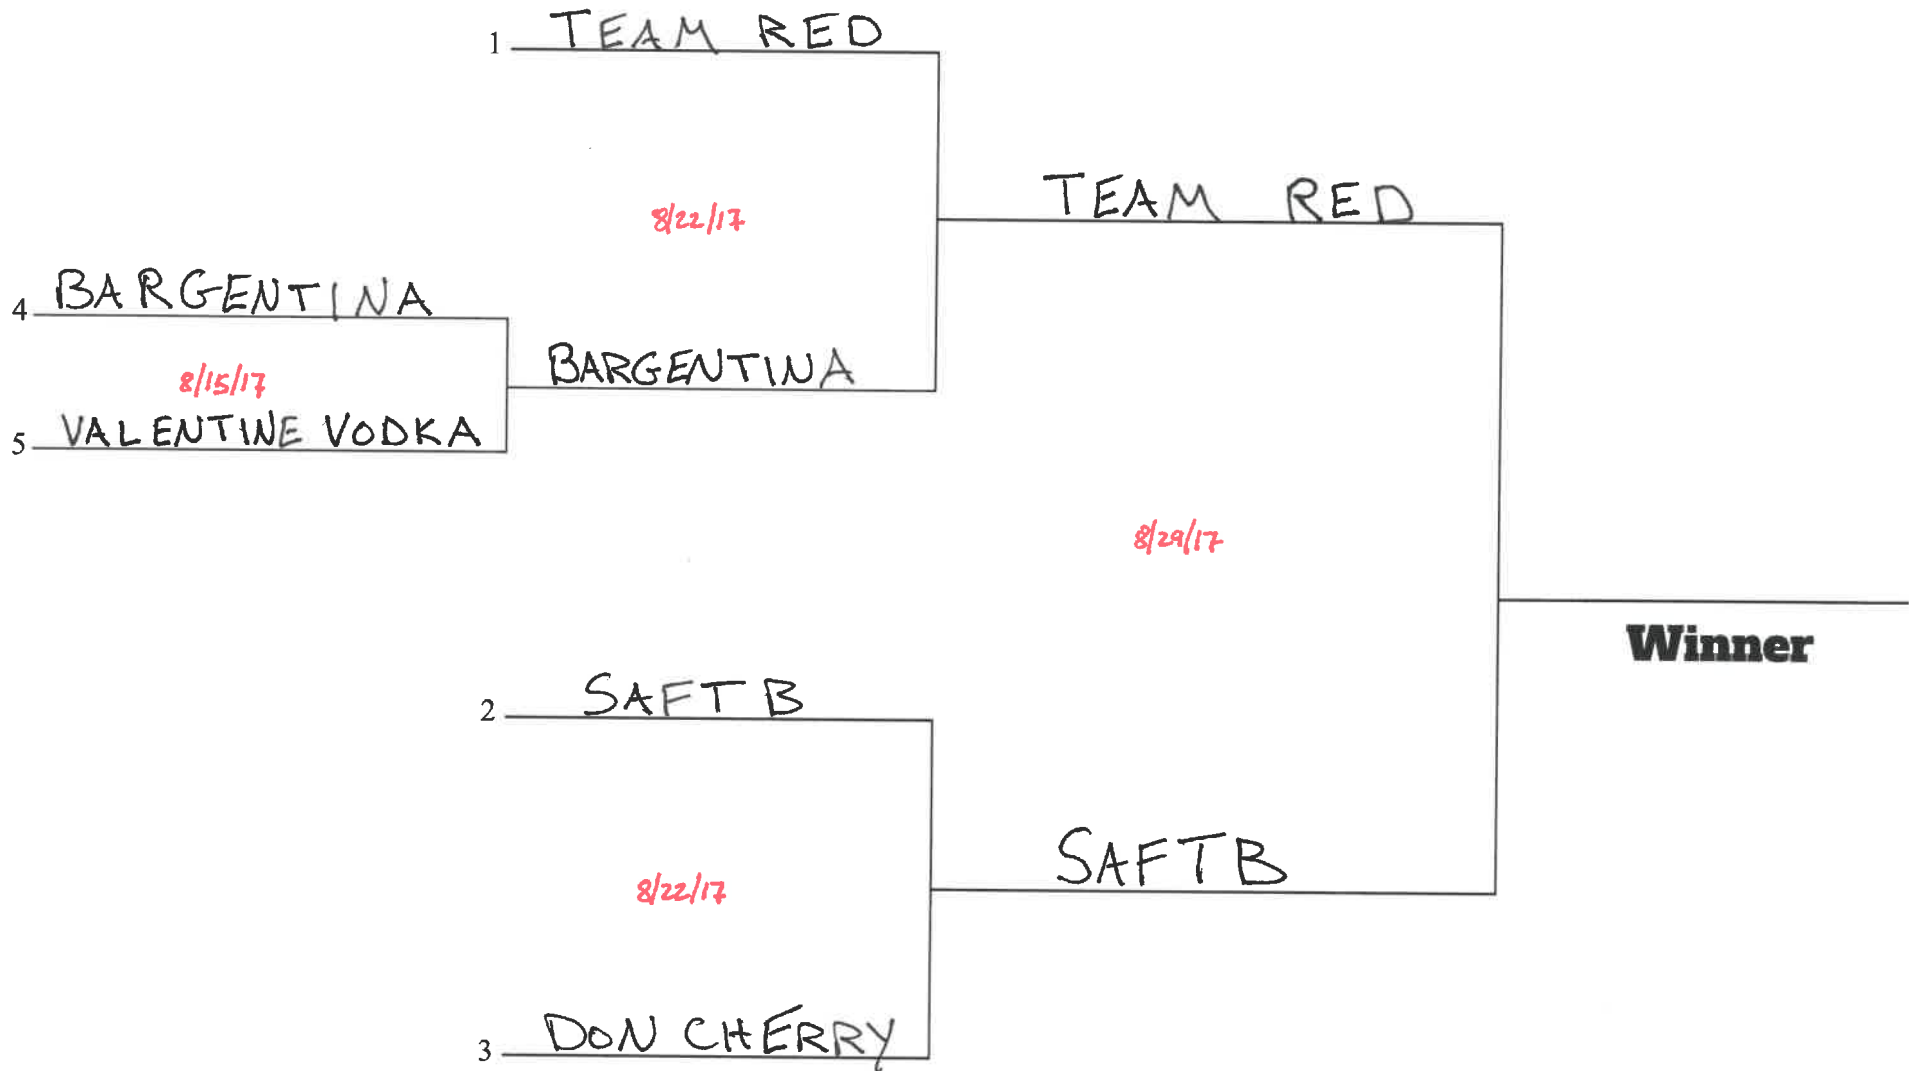 1 TEAM RED
8/22/17
TEAM RED
4 BARGENTINA
8/15/17
BARGENTINA
5 VALENTINE VODKA
8/29/17
Winner
2 SAFTB
8/22/17
SAFTB
3 DON CHERRY